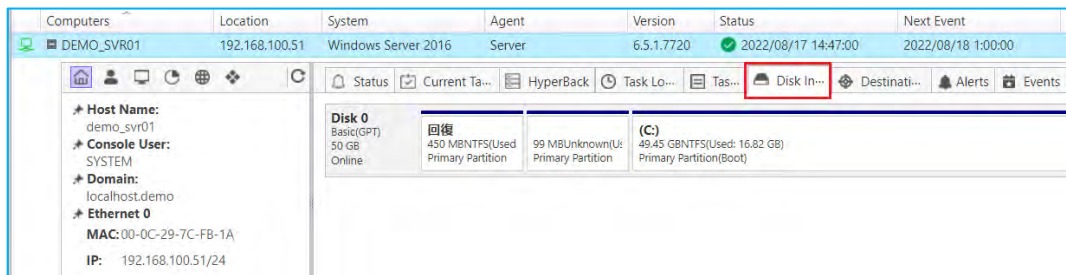 Computers Location System Agent Version Status Next Event
DEMO_SVR01 192.168.100.51 Windows Server 2016 Server 6.5.1.7720 2022/08/17 14:47:00 2022/08/18 1:00:00
Status Current Ta... HyperBack Task Lo... Tas... Disk In... Destinati... Alerts Events
Host Name:
demo_svr01
Console User:
SYSTEM
Domain:
localhost.demo
Ethernet 0
MAC: 00-0C-29-7C-FB-1A
IP: 192.168.100.51/24
Disk 0
Basic(GPT)
50 GB
Online
回復
450 MBNTFS(Used
Primary Partition
99 MBUnknown(Us
Primary Partition
(C:)
49.45 GBNTFS(Used: 16.82 GB)
Primary Partition(Boot)